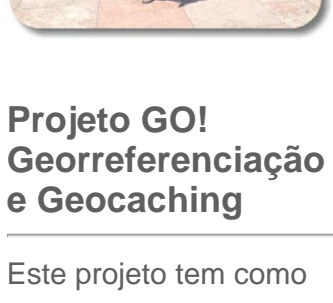 Projeto GO!
Georreferenciação
e Geocaching
Este projeto tem como